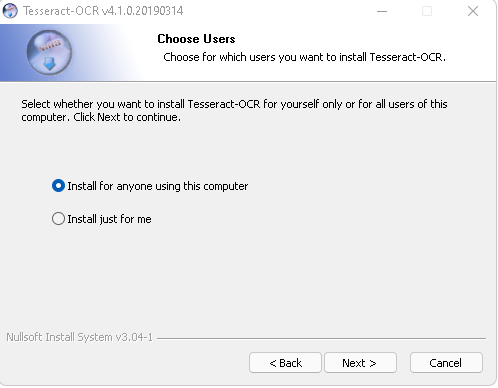 Tesseract-OCR v4.1.0.20190314
Choose Users
Choose for which users you want to install Tesseract-OCR.
Select whether you want to install Tesseract-OCR for yourself only or for all users of this
computer. Click Next to continue.
Install for anyone using this computer
Install just for me
Nullsoft Install System v3.04-1
< Back
Next >
Cancel